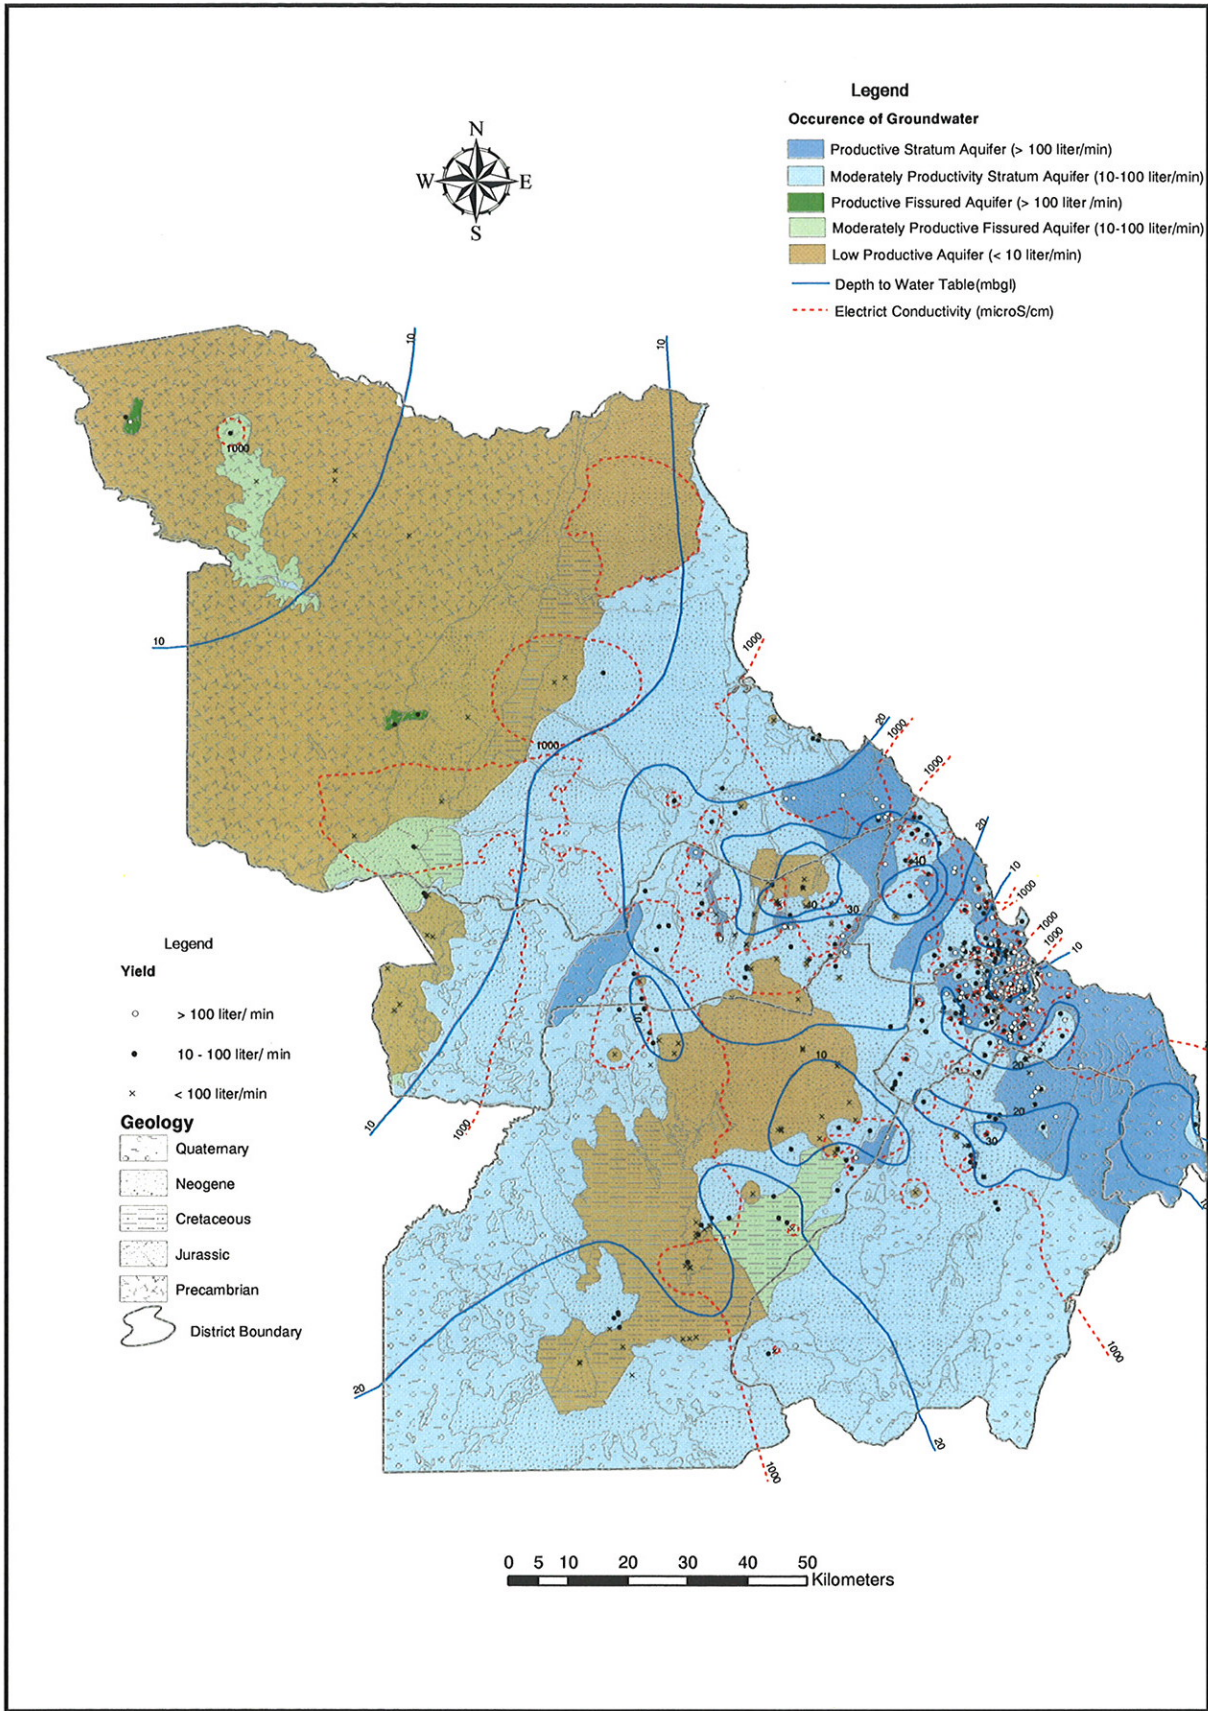 Legend
Occurence of Groundwater
Productive Stratum Aquifer (> 100 liter/min)
Moderately Productivity Stratum Aquifer (10-100 liter/min)
Productive Fissured Aquifer (> 100 liter /min)
Moderately Productive Fissured Aquifer (10-100 liter/min)
Low Productive Aquifer (< 10 liter/min)
Depth to Water Table(mbgl)
Electrict Conductivity (microS/cm)
N
W E
S
10
10
1000
10
1000
1000
20
1000
1000
20
40
10
1000
40
30
1000
1000
10
10
20
10
20
30
10
1000
1000
20
20
1000
Legend
Yield
> 100 liter/ min
10 - 100 liter/ min
< 100 liter/min
Geology
Quaternary
Neogene
Cretaceous
Jurassic
Precambrian
District Boundary
0 5 10 20 30 40 50
Kilometers